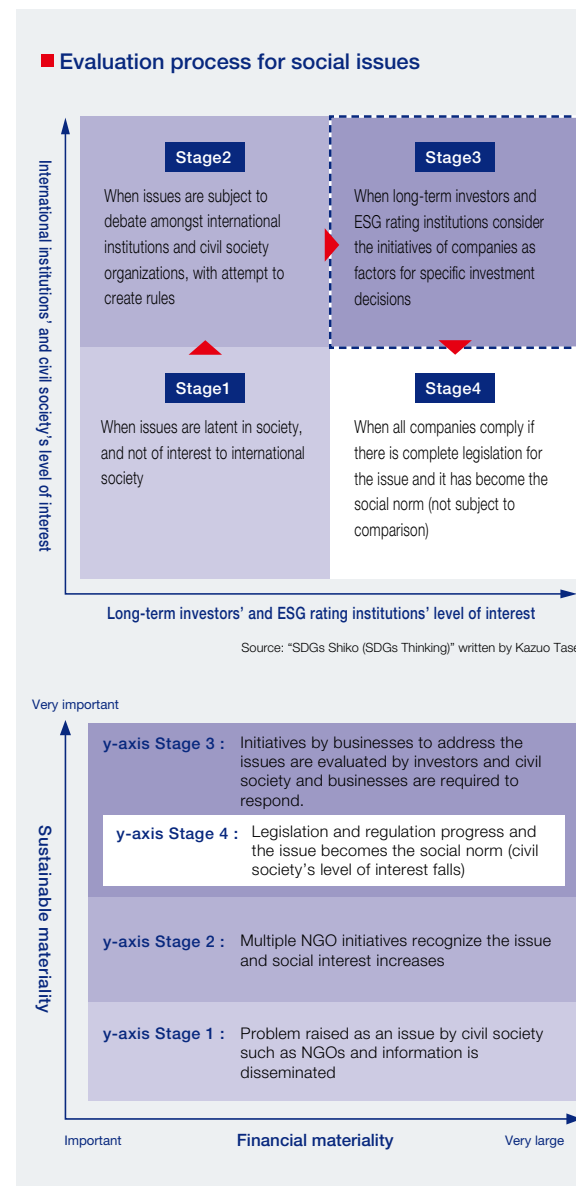 Evaluation process for social issues
International institutions' and civil society's level of interest
Stage2
When issues are subject to
debate amongst international
institutions and civil society
organizations, with attempt to
create rules
Stage3
When long-term investors and
ESG rating institutions consider
the initiatives of companies as
factors for specific investment
decisions
Stage1
When issues are latent in society,
and not of interest to international
society
Stage4
When all companies comply if
there is complete legislation for
the issue and it has become the
social norm (not subject to
comparison)
Long-term investors' and ESG rating institutions' level of interest
Source: "SDGs Shiko (SDGs Thinking)" written by Kazuo Tase
Very important
Sustainable materiality
y-axis Stage 3 : Initiatives by businesses to address the
issues are evaluated by investors and civil
society and businesses are required to
respond.
y-axis Stage 4 : Legislation and regulation progress and
the issue becomes the social norm (civil
society's level of interest falls)
y-axis Stage 2 : Multiple NGO initiatives recognize the issue
and social interest increases
y-axis Stage 1 : Problem raised as an issue by civil society
such as NGOs and information is
disseminated
Important
Financial materiality
Very large